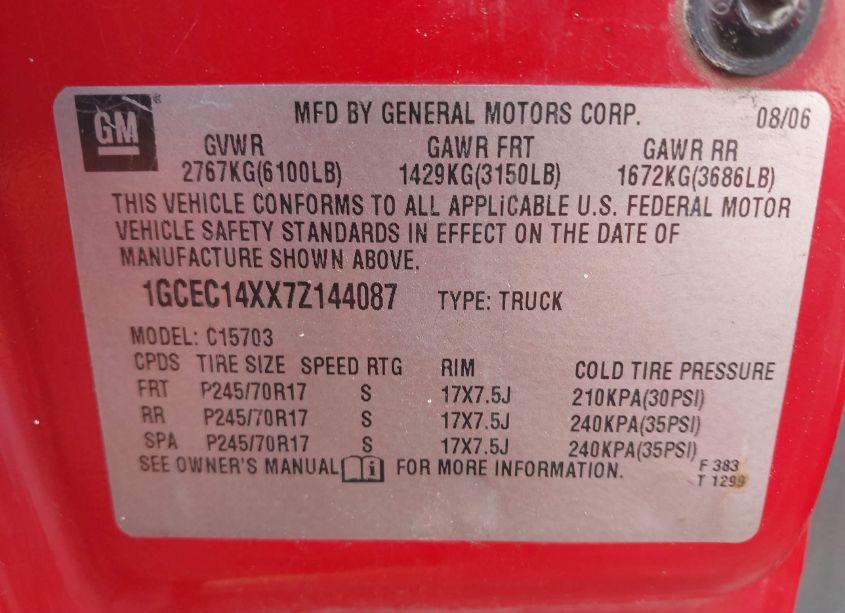 GM
MFD BY GENERAL MOTORS CORP. 08/06
GVWR GAWR FRT GAWR RR
2767KG(6100LB) 1429KG(3150LB) 1672KG(3686LB)
THIS VEHICLE CONFORMS TO ALL APPLiCABLE U.S. FEDERAL MOTOR
VEHICLE SAFETY STANDARDS IN EFFECT ON THE DATE OF
MANUFACTURE SHOWN ABOVE.
1GCEC14XX7Z144087 TYPE: TRUCK
MODEL: C15703
CPDS TIRE SIZE SPEED RTG RIM COLD TIRE PRESSURE
FRT P245/70R17 S 17X7.5J 210KPA(30PSI)
RR P245/70R17 S 17X7.5J 240KPA(35PSI)
SPA P245/70R17 S 17X7.5J 240KPA(35PSI)
SEE OWNER'S MANUAL i FOR MORE INFORMATION. F 383
T 1299